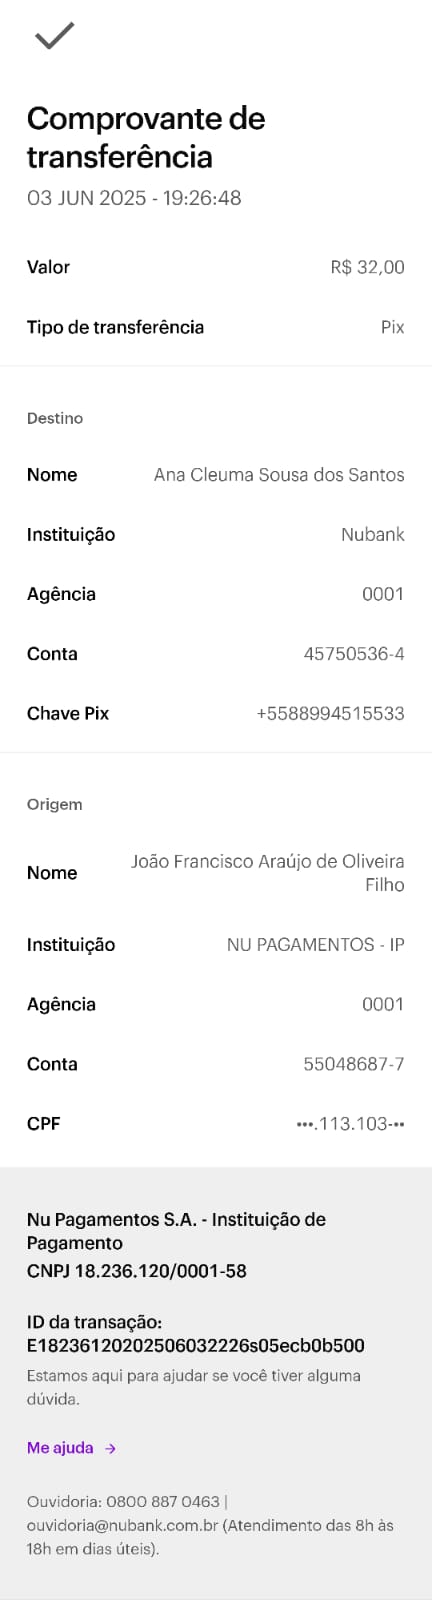 Comprovante de
transferência
03 JUN 2025 - 19:26:48
Valor R$ 32,00
Tipo de transferência Pix
Destino
Nome Ana Cleuma Sousa dos Santos
Instituição Nubank
Agência 0001
Conta 45750536-4
Chave Pix +5588994515533
Origem
Nome João Francisco Araújo de Oliveira
Filho
Instituição NU PAGAMENTOS - IP
Agência 0001
Conta 55048687-7
CPF •••.113.103-••
Nu Pagamentos S.A. - Instituição de
Pagamento
CNPJ 18.236.120/0001-58
ID da transação:
E18236120202506032226s05ecb0b500
Estamos aqui para ajudar se você tiver alguma
dúvida.
Me ajuda →
Ouvidoria: 0800 887 0463 |
ouvidoria@nubank.com.br (Atendimento das 8h às
18h em dias úteis).